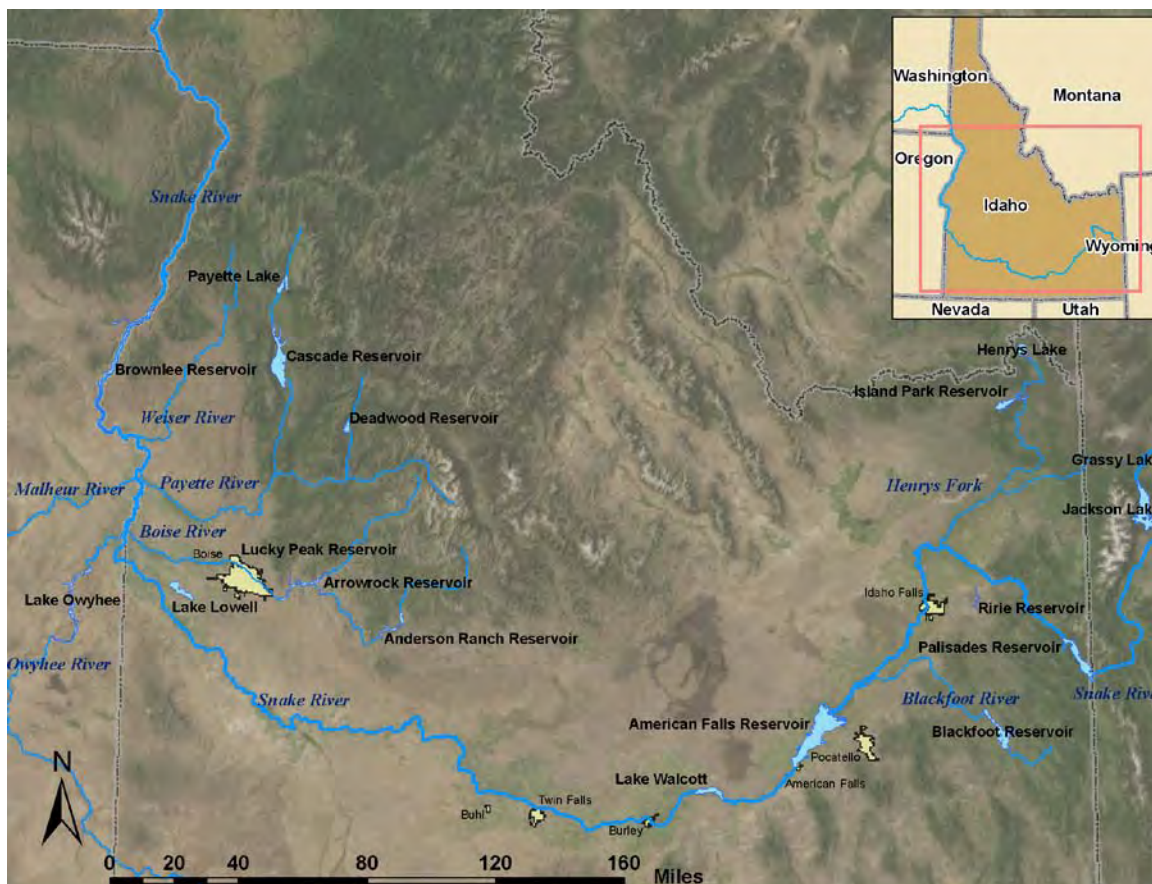 Washington
Montana
Oregon
Idaho
Wyoming
Nevada
Utah
Snake River
Payette Lake
Cascade Reservoir
Brownlee Reservoir
Weiser River
Deadwood Reservoir
Henrys Lake
Island Park Reservoir
Grassy Lake
Malheur River
Payette River
Henrys Fork
Jackson Lake
Boise River
Boise
Lucky Peak Reservoir
Arrowrock Reservoir
Lake Owyhee
Lake Lowell
Anderson Ranch Reservoir
Idaho Falls
Ririe Reservoir
Palisades Reservoir
Owyhee River
Snake River
Blackfoot River
Snake Rive
American Falls Reservoir
Blackfoot Reservoir
Pocatello
American Falls
Lake Walcott
N
Buhl
Twin Falls
Burley
0 20 40 80 120 160
Miles